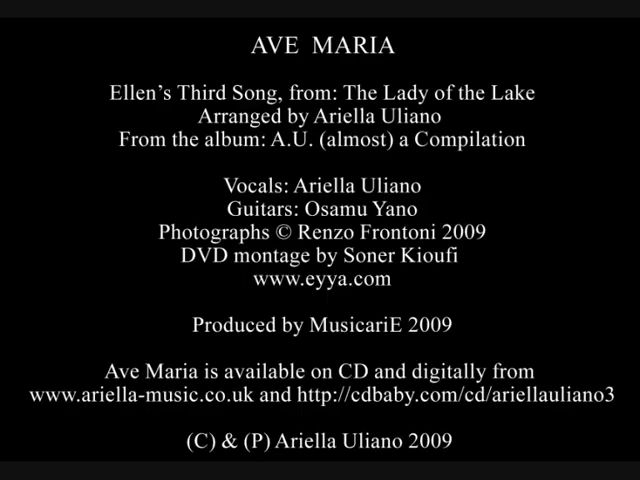 AVE MARIA
Ellen's Third Song, from: The Lady of the Lake
Arranged by Ariella Uliano
From the album: A.U. (almost) a Compilation
Vocals: Ariella Uliano
Guitars: Osamu Yano
Photographs © Renzo Frontoni 2009
DVD montage by Soner Kioufi
www.eyya.com
Produced by MusicariE 2009
Ave Maria is available on CD and digitally from
www.ariella-music.co.uk and http://cdbaby.com/cd/ariellauliano3
(C) & (P) Ariella Uliano 2009